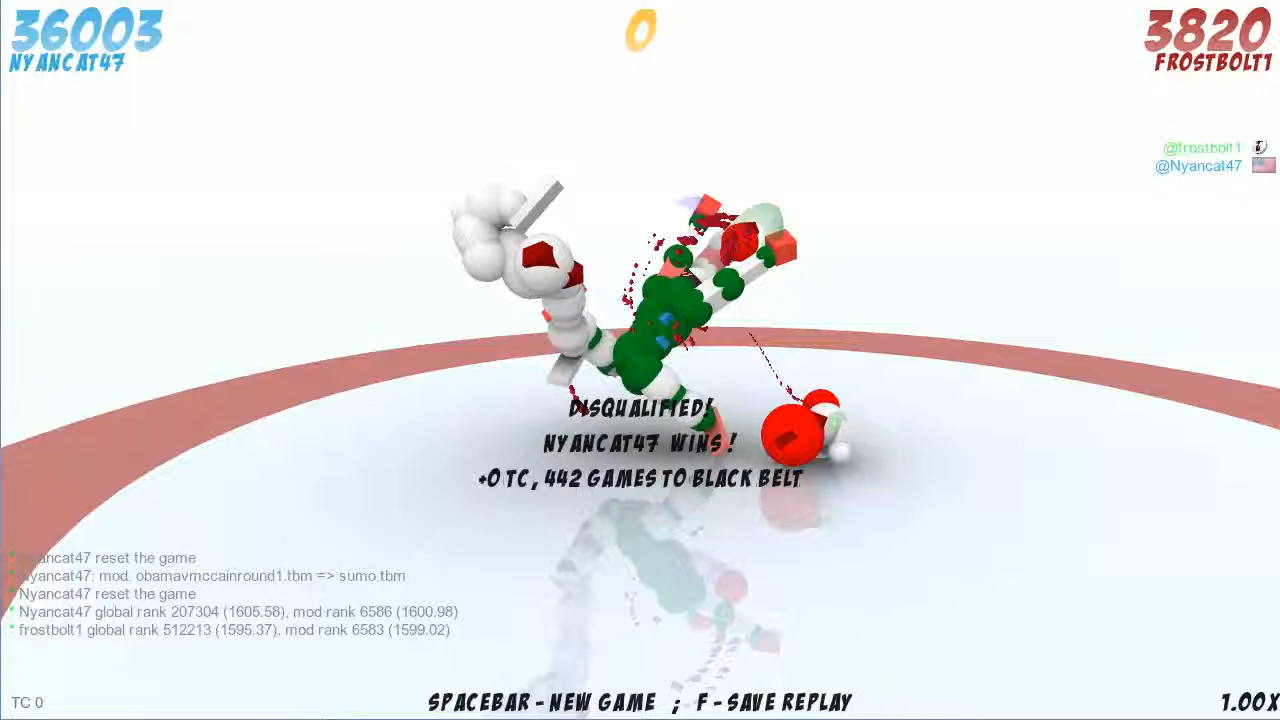 36003
NYANCAT47
0
3820
FROSTBOLT1
@frostbolt1
@Nyancat47
DISQUALIFIED!
NYANCAT47 WINS!
+0 TC, 442 GAMES TO BLACK BELT
* Nyancat47 reset the game
* Nyancat47: mod. obamavmccainround1.tbm => sumo.tbm
* Nyancat47 reset the game
* Nyancat47 global rank 207304 (1605.58), mod rank 6586 (1600.98)
* frostbolt1 global rank 512213 (1595.37), mod rank 6583 (1599.02)
TC 0
SPACEBAR - NEW GAME ; F - SAVE REPLAY
1.00X